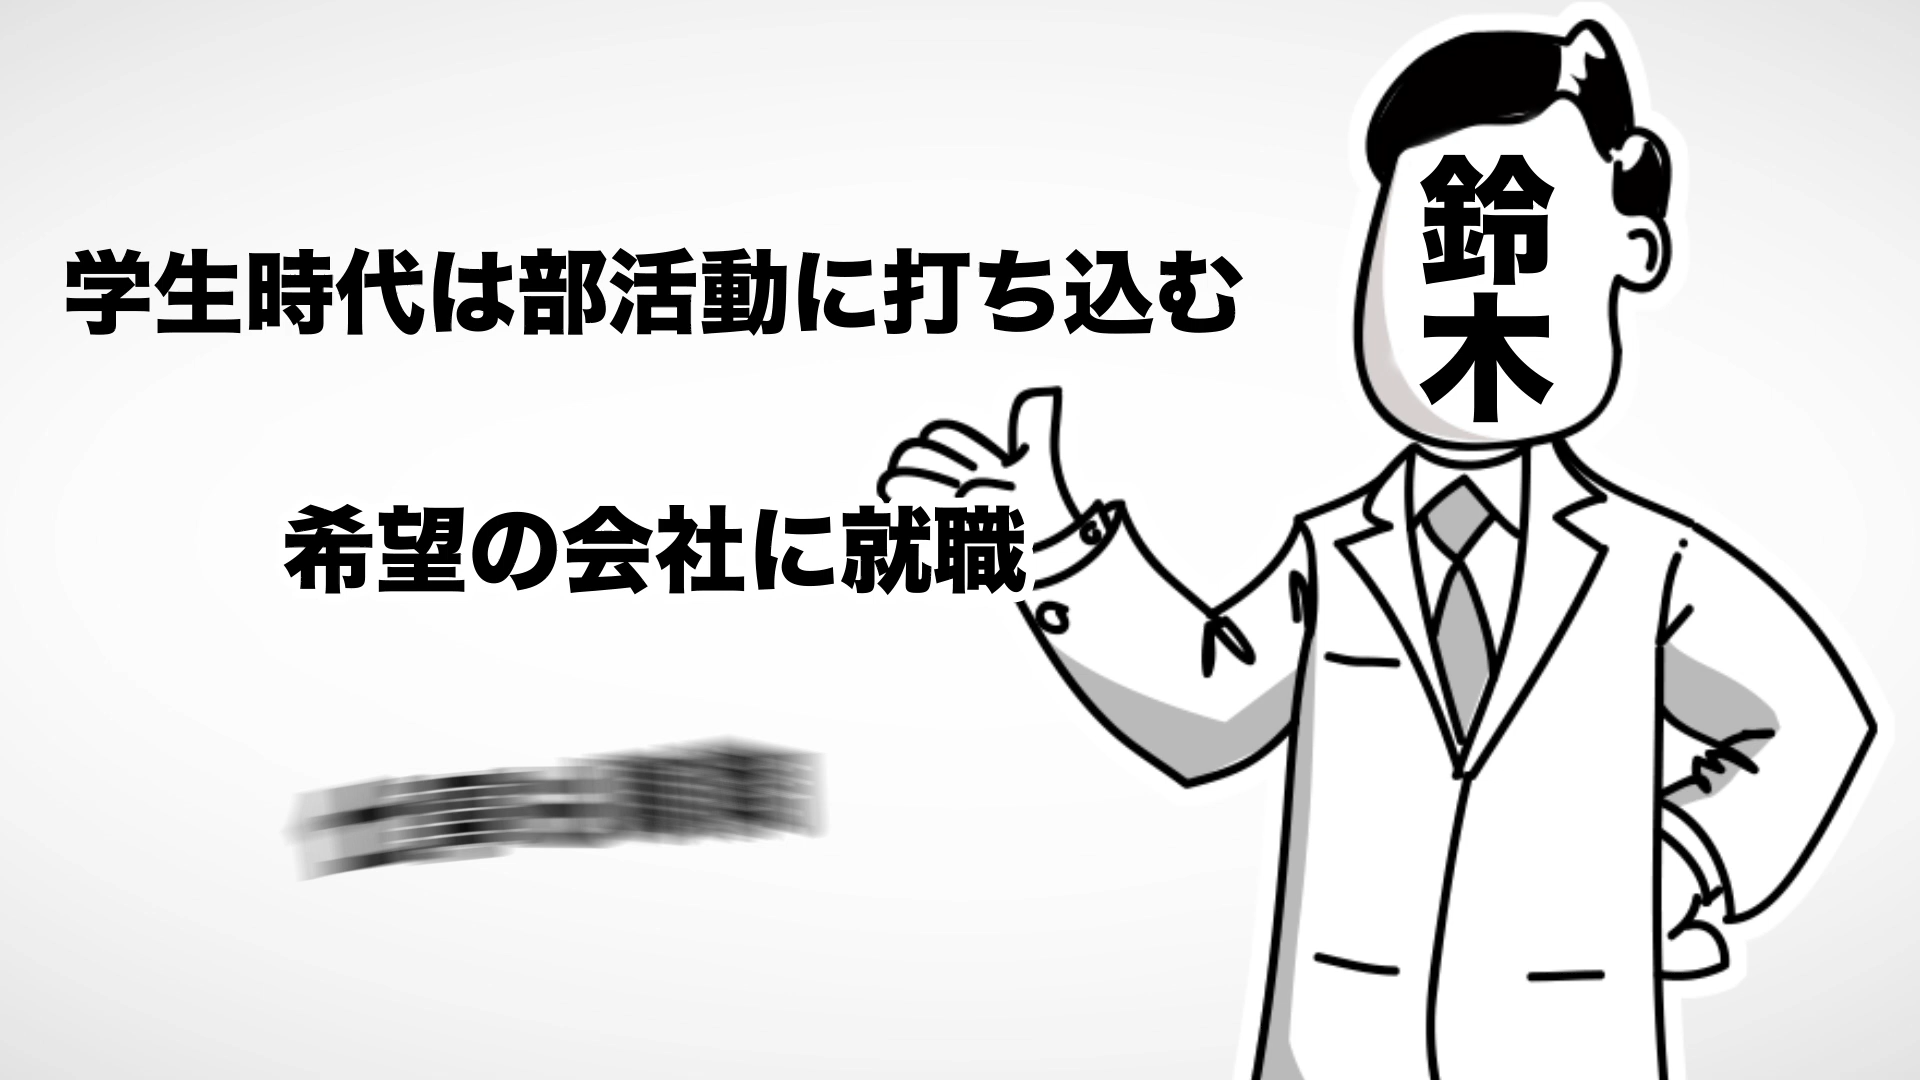 鈴木
学生時代は部活動に打ち込む
希望の会社に就職